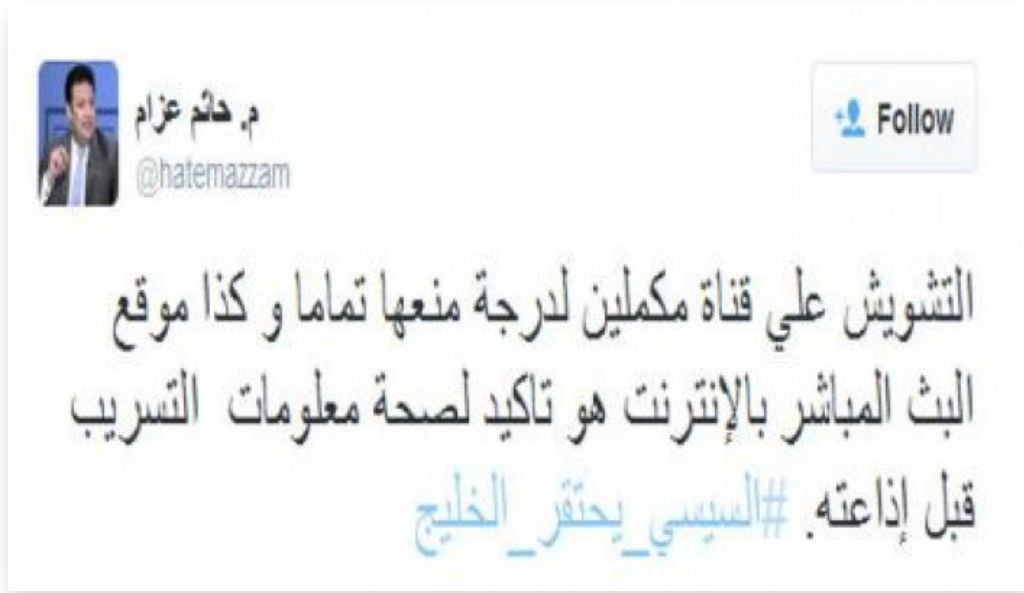 م. حاتم عزام
@hatemazzam
Follow
التشويش علي قناة مكملين لدرجة منعها تماما و كذا موقع
البث المباشر بالإنترنت هو تاكيد لصحة معلومات التسريب
قبل إذاعته. #السيسي_يحتقر_الخليج